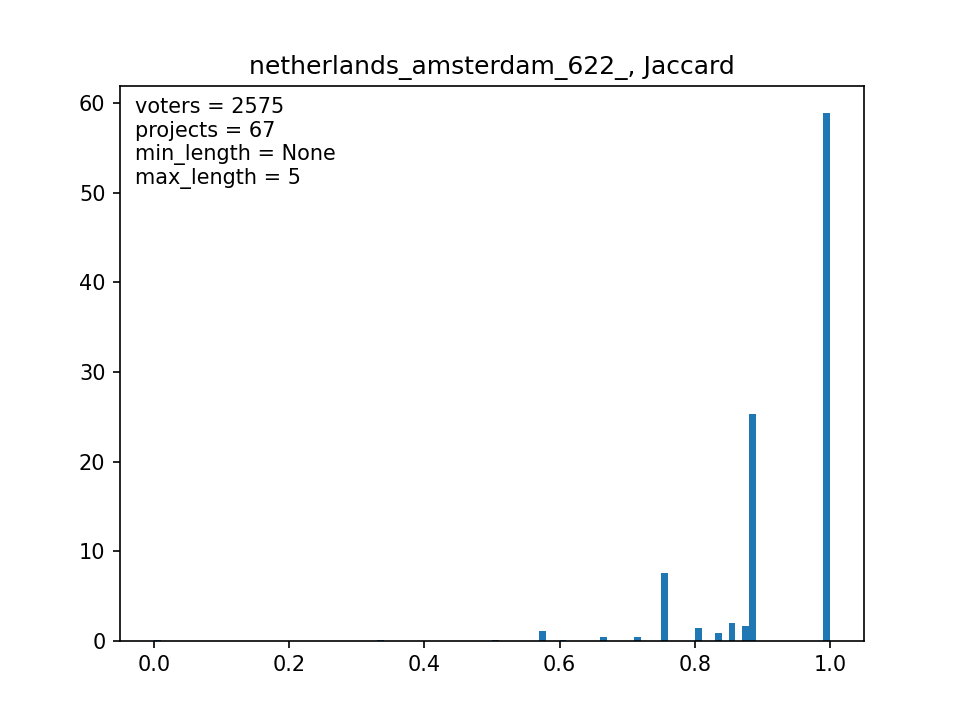 netherlands_amsterdam_622_, Jaccard
voters = 2575
projects = 67
min_length = None
max_length = 5
60
50
40
30
20
10
0
0.0 0.2 0.4 0.6 0.8 1.0